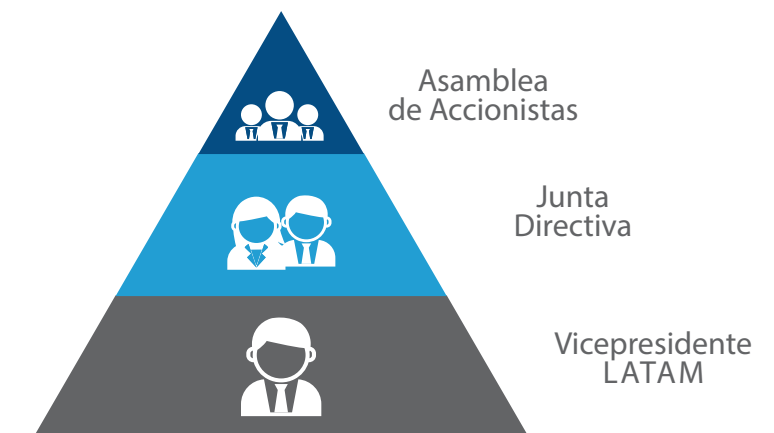 Asamblea
de Accionistas
Junta
Directiva
Vicepresidente
LATAM